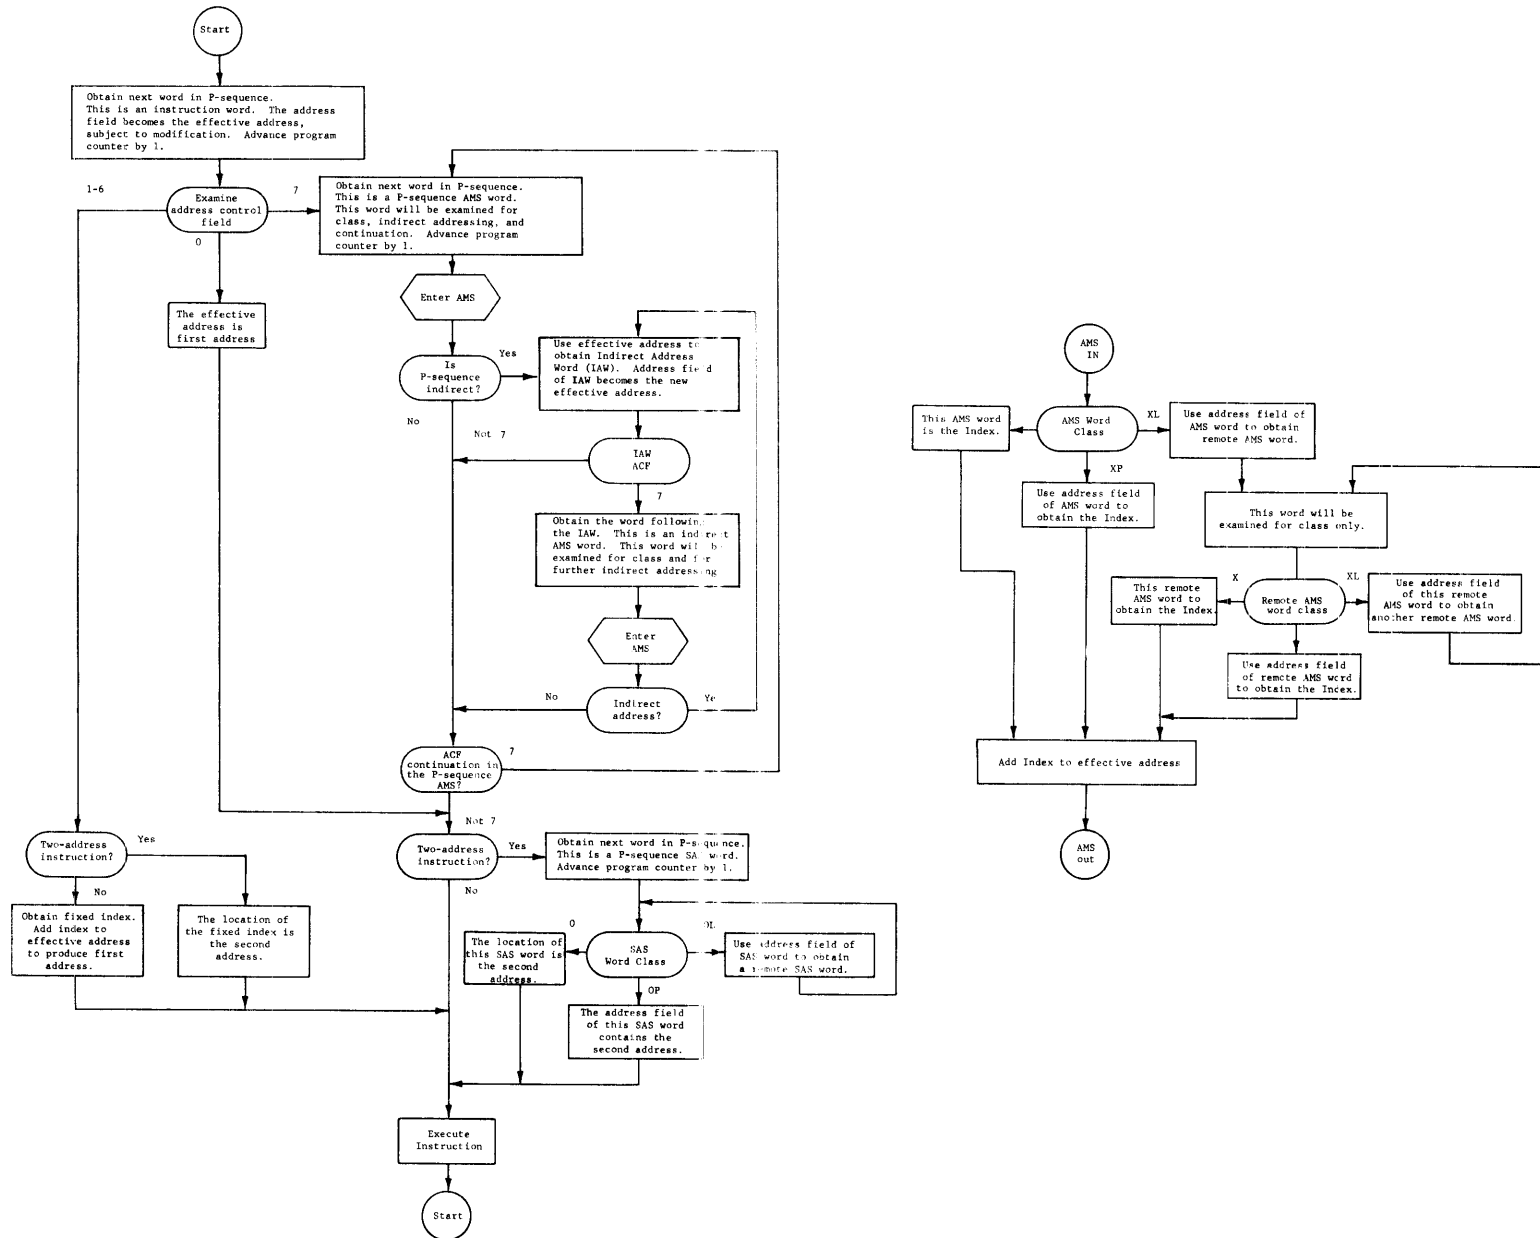 Start
Obtain next word in P-sequence.
This is an instruction word. The address
field becomes the effective address,
subject to modification. Advance program
counter by 1.
1-6
Examine
address control
field
7
0
Obtain next word in P-sequence.
This is a P-sequence AMS word.
This word will be examined for
class, indirect addressing, and
continuation. Advance program
counter by 1.
Enter AMS
The effective
address is
first address
Is
P-sequence
indirect?
Yes
No
Use effective address to
obtain Indirect Address
Word (IAW). Address field
of IAW becomes the new
effective address.
Not 7
IAW
ACF
7
Obtain the word following
the IAW. This is an indirect
AMS word. This word will be
examined for class and for
further indirect addressing
Enter
AMS
No
Indirect
address?
Ye
ACF
continuation in
the P-sequence
AMS?
7
Not 7
Two-address
instruction?
Yes
No
Obtain fixed index.
Add index to
effective address
to produce first
address.
The location of
the fixed index is
the second
address.
Two-address
instruction?
Yes
No
Obtain next word in P-sequence.
This is a P-sequence SAS word.
Advance program counter by 1.
O
SAS
Word Class
OL
OP
The location of
this SAS word is
the second
address.
Use address field of
SAS word to obtain
a remote SAS word.
The address field
of this SAS word
contains the
second address.
Execute
Instruction
Start
AMS
IN
This AMS word
is the Index.
AMS Word
Class
XL
Use address field of
AMS word to obtain
remote AMS word.
XP
Use address field
of AMS word to
obtain the Index.
This word will be
examined for class only.
X
XL
This remote
AMS word to
obtain the Index.
Remote AMS
word class
Use address field
of this remote
AMS word to obtain
another remote AMS word.
Use address field
of remote AMS word
to obtain the Index.
Add Index to effective address
AMS
out